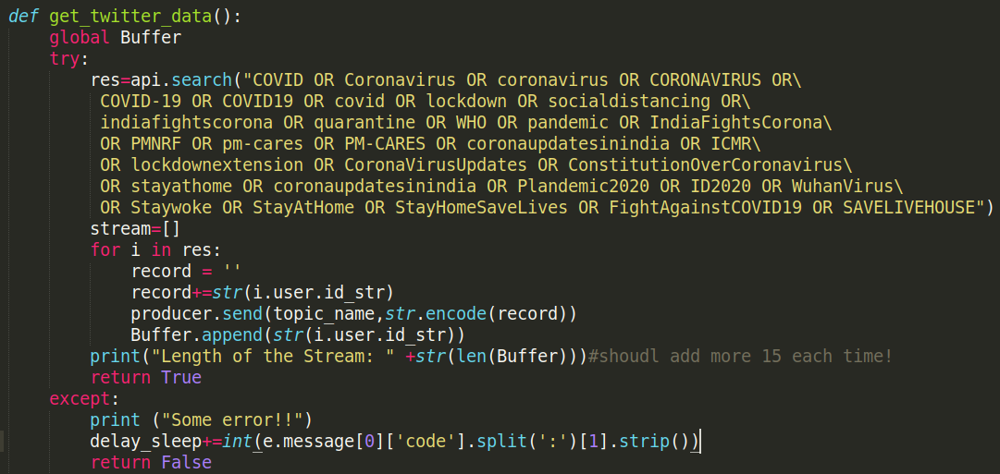 def get_twitter_data():
    global Buffer
    try:
        res=api.search("COVID OR Coronavirus OR coronavirus OR CORONAVIRUS OR\
         COVID-19 OR COVID19 OR covid OR lockdown OR socialdistancing OR\
         indiafightscorona OR quarantine OR WHO OR pandemic OR IndiaFightsCorona\
         OR PMNRF OR pm-cares OR PM-CARES OR coronaupdatesinindia OR ICMR\
         OR lockdownextension OR CoronaVirusUpdates OR ConstitutionOverCoronavirus\
         OR stayathome OR coronaupdatesinindia OR Plandemic2020 OR ID2020 OR WuhanVirus\
         OR Staywoke OR StayAtHome OR StayHomeSaveLives OR FightAgainstCOVID19 OR SAVELIVEHOUSE")
        stream=[]
        for i in res:
            record = ''
            record+=str(i.user.id_str)
            producer.send(topic_name,str.encode(record))
            Buffer.append(str(i.user.id_str))
        print("Length of the Stream: " +str(len(Buffer)))#shoudl add more 15 each time!
        return True
    except:
        print ("Some error!!")
        delay_sleep+=int(e.message[0]['code'].split(':')[1].strip())
        return False